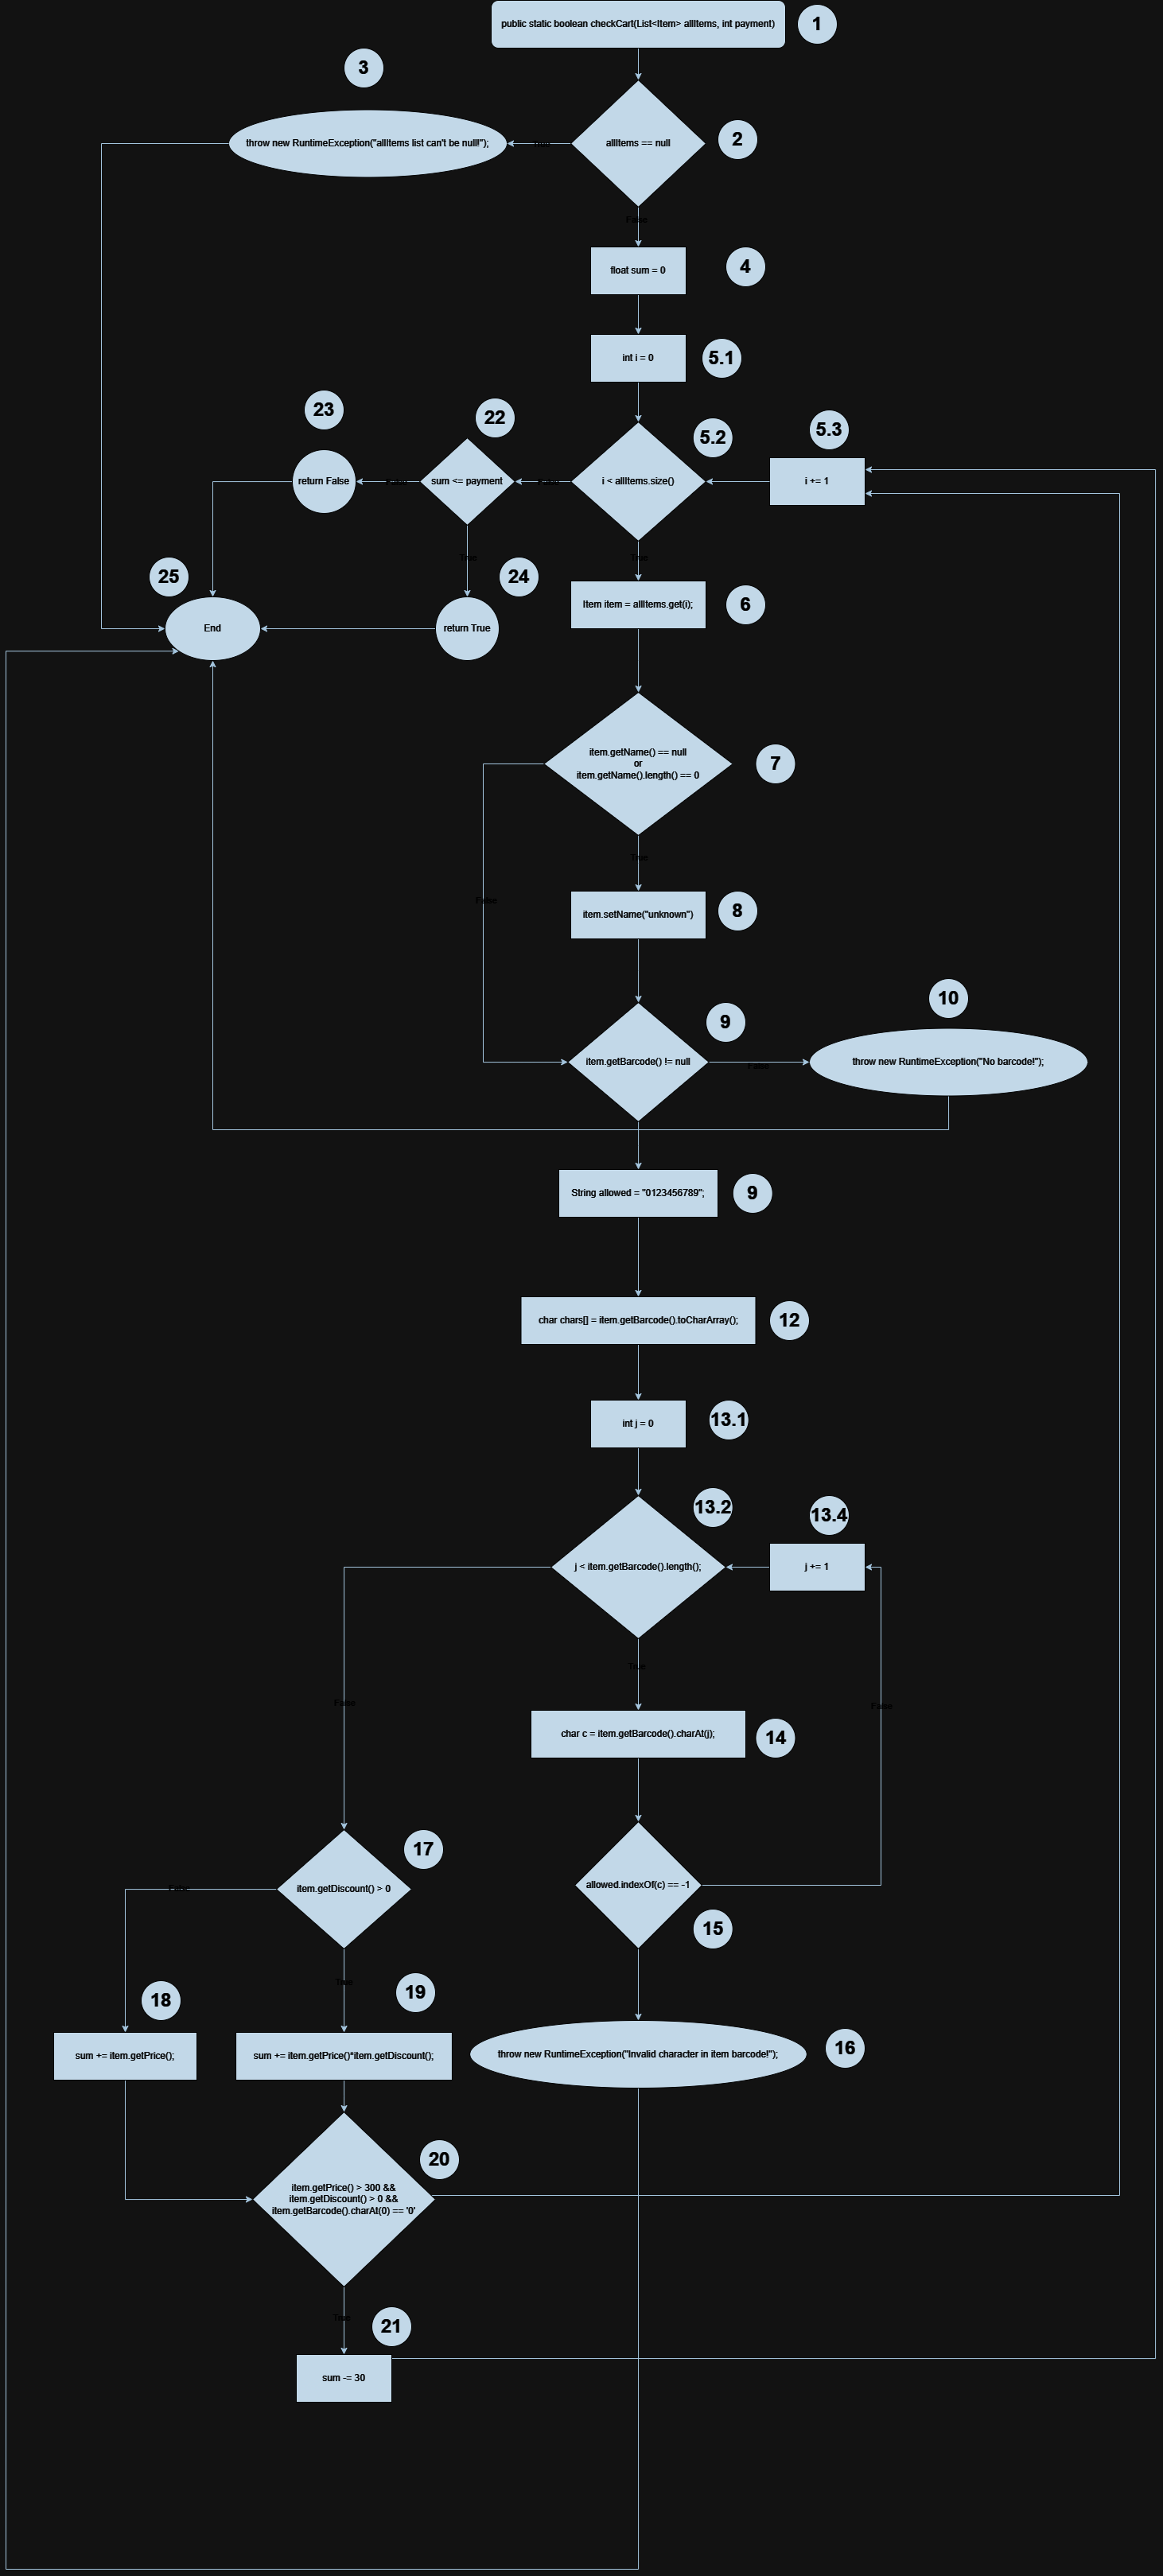 public static boolean checkCart(List<Item> allItems, int payment)
1
3
allItems == null
2
throw new RuntimeException("allItems list can't be null!");
True
False
float sum = 0
4
int i = 0
5.1
23
22
5.2
5.3
return False
False
sum <= payment
False
i < allItems.size()
i += 1
True
True
25
24
Item item = allItems.get(i);
6
End
return True
item.getName() == null
or
item.getName().length() == 0
7
True
False
item.setName("unknown")
8
10
9
item.getBarcode() != null
False
throw new RuntimeException("No barcode!");
String allowed = "0123456789";
9
char chars[] = item.getBarcode().toCharArray();
12
int j = 0
13.1
13.2
13.4
j < item.getBarcode().length();
j += 1
True
False
False
char c = item.getBarcode().charAt(j);
14
17
item.getDiscount() > 0
False
allowed.indexOf(c) == -1
15
True
18
19
sum += item.getPrice();
sum += item.getPrice()*item.getDiscount();
throw new RuntimeException("Invalid character in item barcode!");
16
20
item.getPrice() > 300 &&
item.getDiscount() > 0 &&
item.getBarcode().charAt(0) == '0'
True
21
sum -= 30